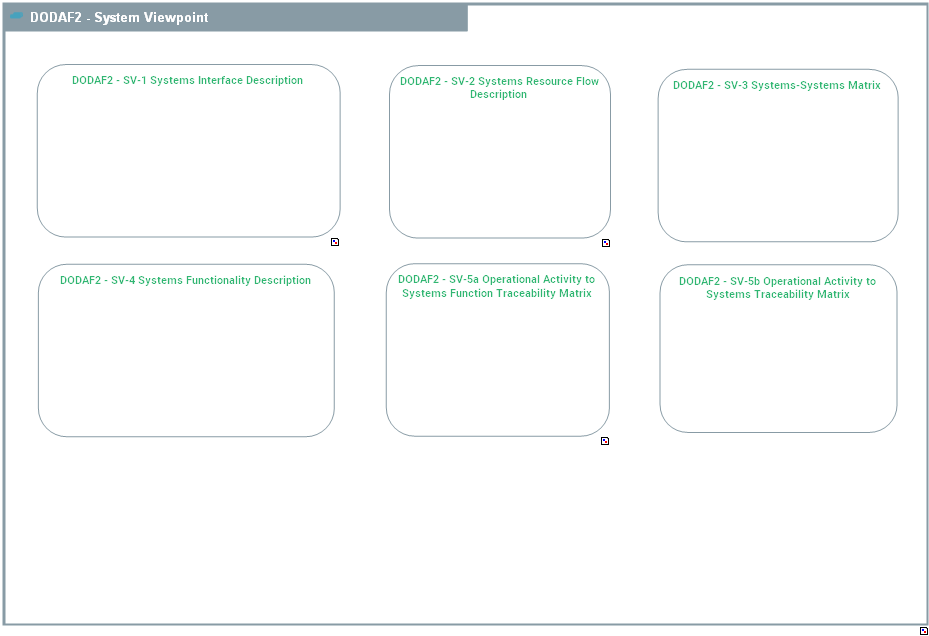 DODAF2 - System Viewpoint
DODAF2 - SV-1 Systems Interface Description
DODAF2 - SV-2 Systems Resource Flow
Description
DODAF2 - SV-3 Systems-Systems Matrix
DODAF2 - SV-4 Systems Functionality Description
DODAF2 - SV-5a Operational Activity to
Systems Function Traceability Matrix
DODAF2 - SV-5b Operational Activity to
Systems Traceability Matrix